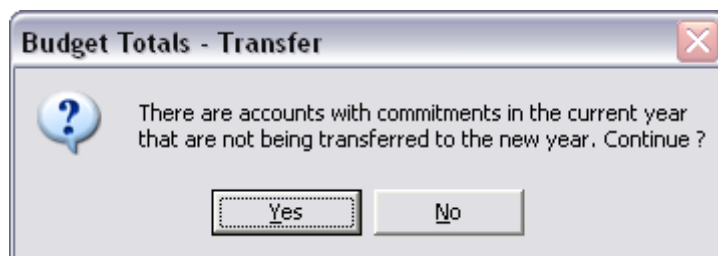 Budget Totals - Transfer
There are accounts with commitments in the current year
that are not being transferred to the new year. Continue ?
Yes No